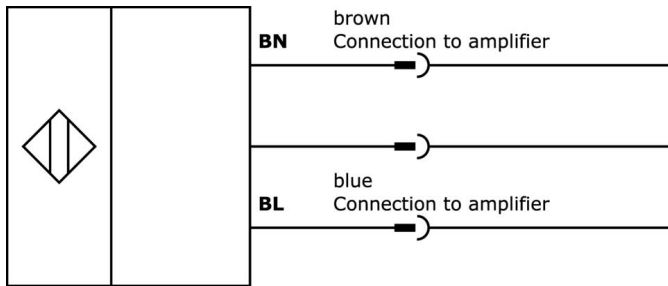 brown
BN Connection to amplifier
blue
BL Connection to amplifier